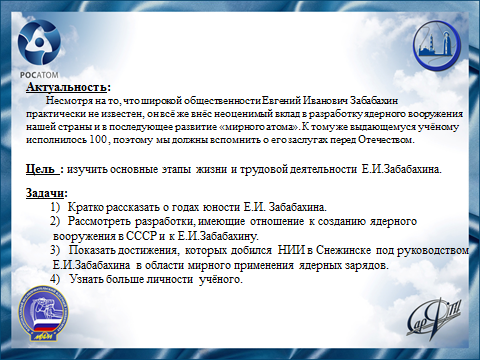 РОСАТОМ
Актуальность:
Несмотря на то, что широкой общественности Евгений Иванович Забабахин
практически не известен, он всё же внёс неоценимый вклад в разработку ядерного вооружения
нашей страны и в последующее развитие «мирного атома». К тому же выдающемуся учёному
исполнилось 100, поэтому мы должны вспомнить о его заслугах перед Отечеством.
Цель : изучить основные этапы жизни и трудовой деятельности Е.И.Забабахина.
Задачи:
1) Кратко рассказать о годах юности Е.И. Забабахина.
2) Рассмотреть разработки, имеющие отношение к созданию ядерного
вооружения в СССР и к Е.И.Забабахину.
3) Показать достижения, которых добился НИИ в Снежинске под руководством
Е.И.Забабахина в области мирного применения ядерных зарядов.
4) Узнать больше личности учёного.
СарФТИ